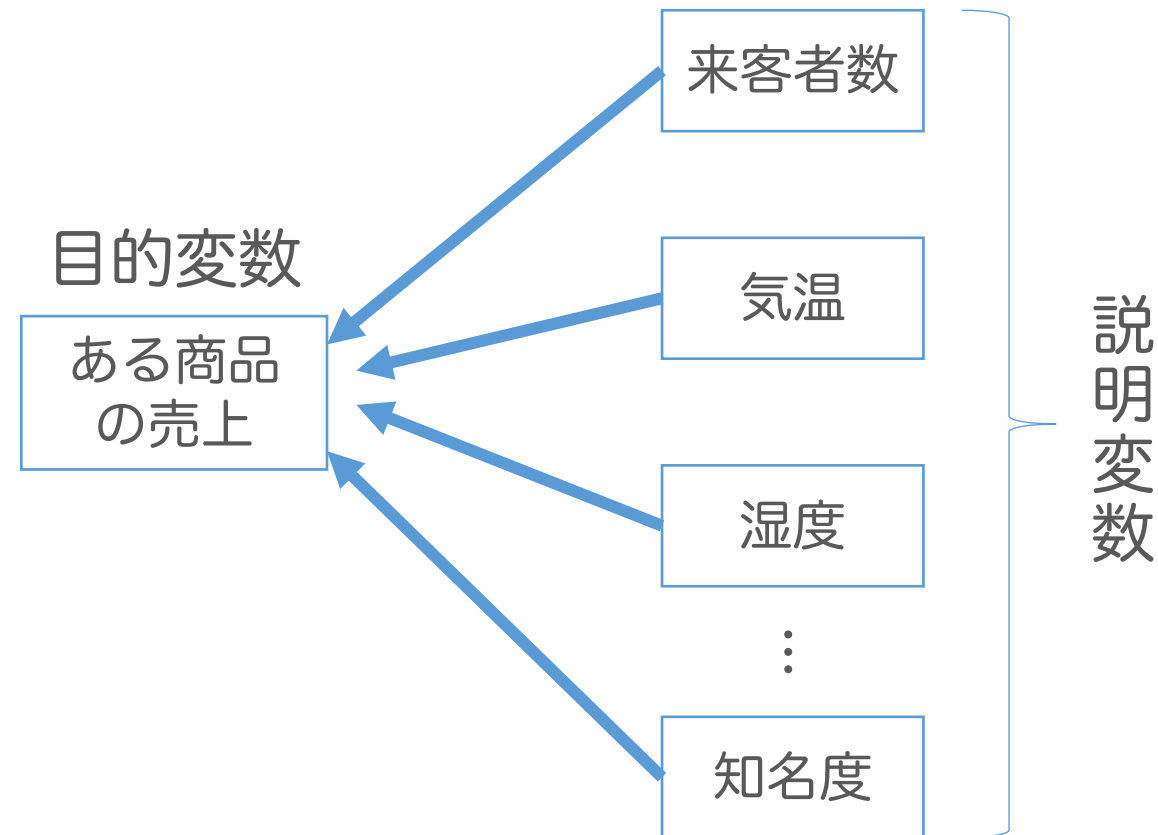 目的変数
ある商品
の売上
来客者数
気温
湿度
⋮
知名度
説明変数